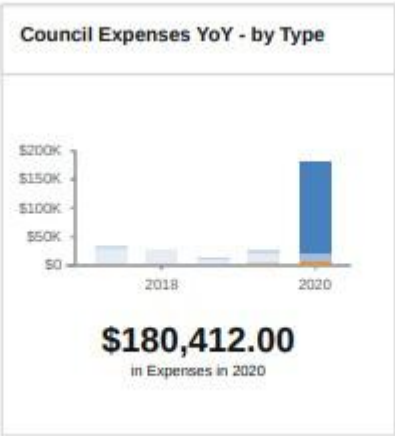 Council Expenses YoY - by Type
$200K
$150K
$100K
$50K
$0
2018
2020
$180,412.00
in Expenses in 2020